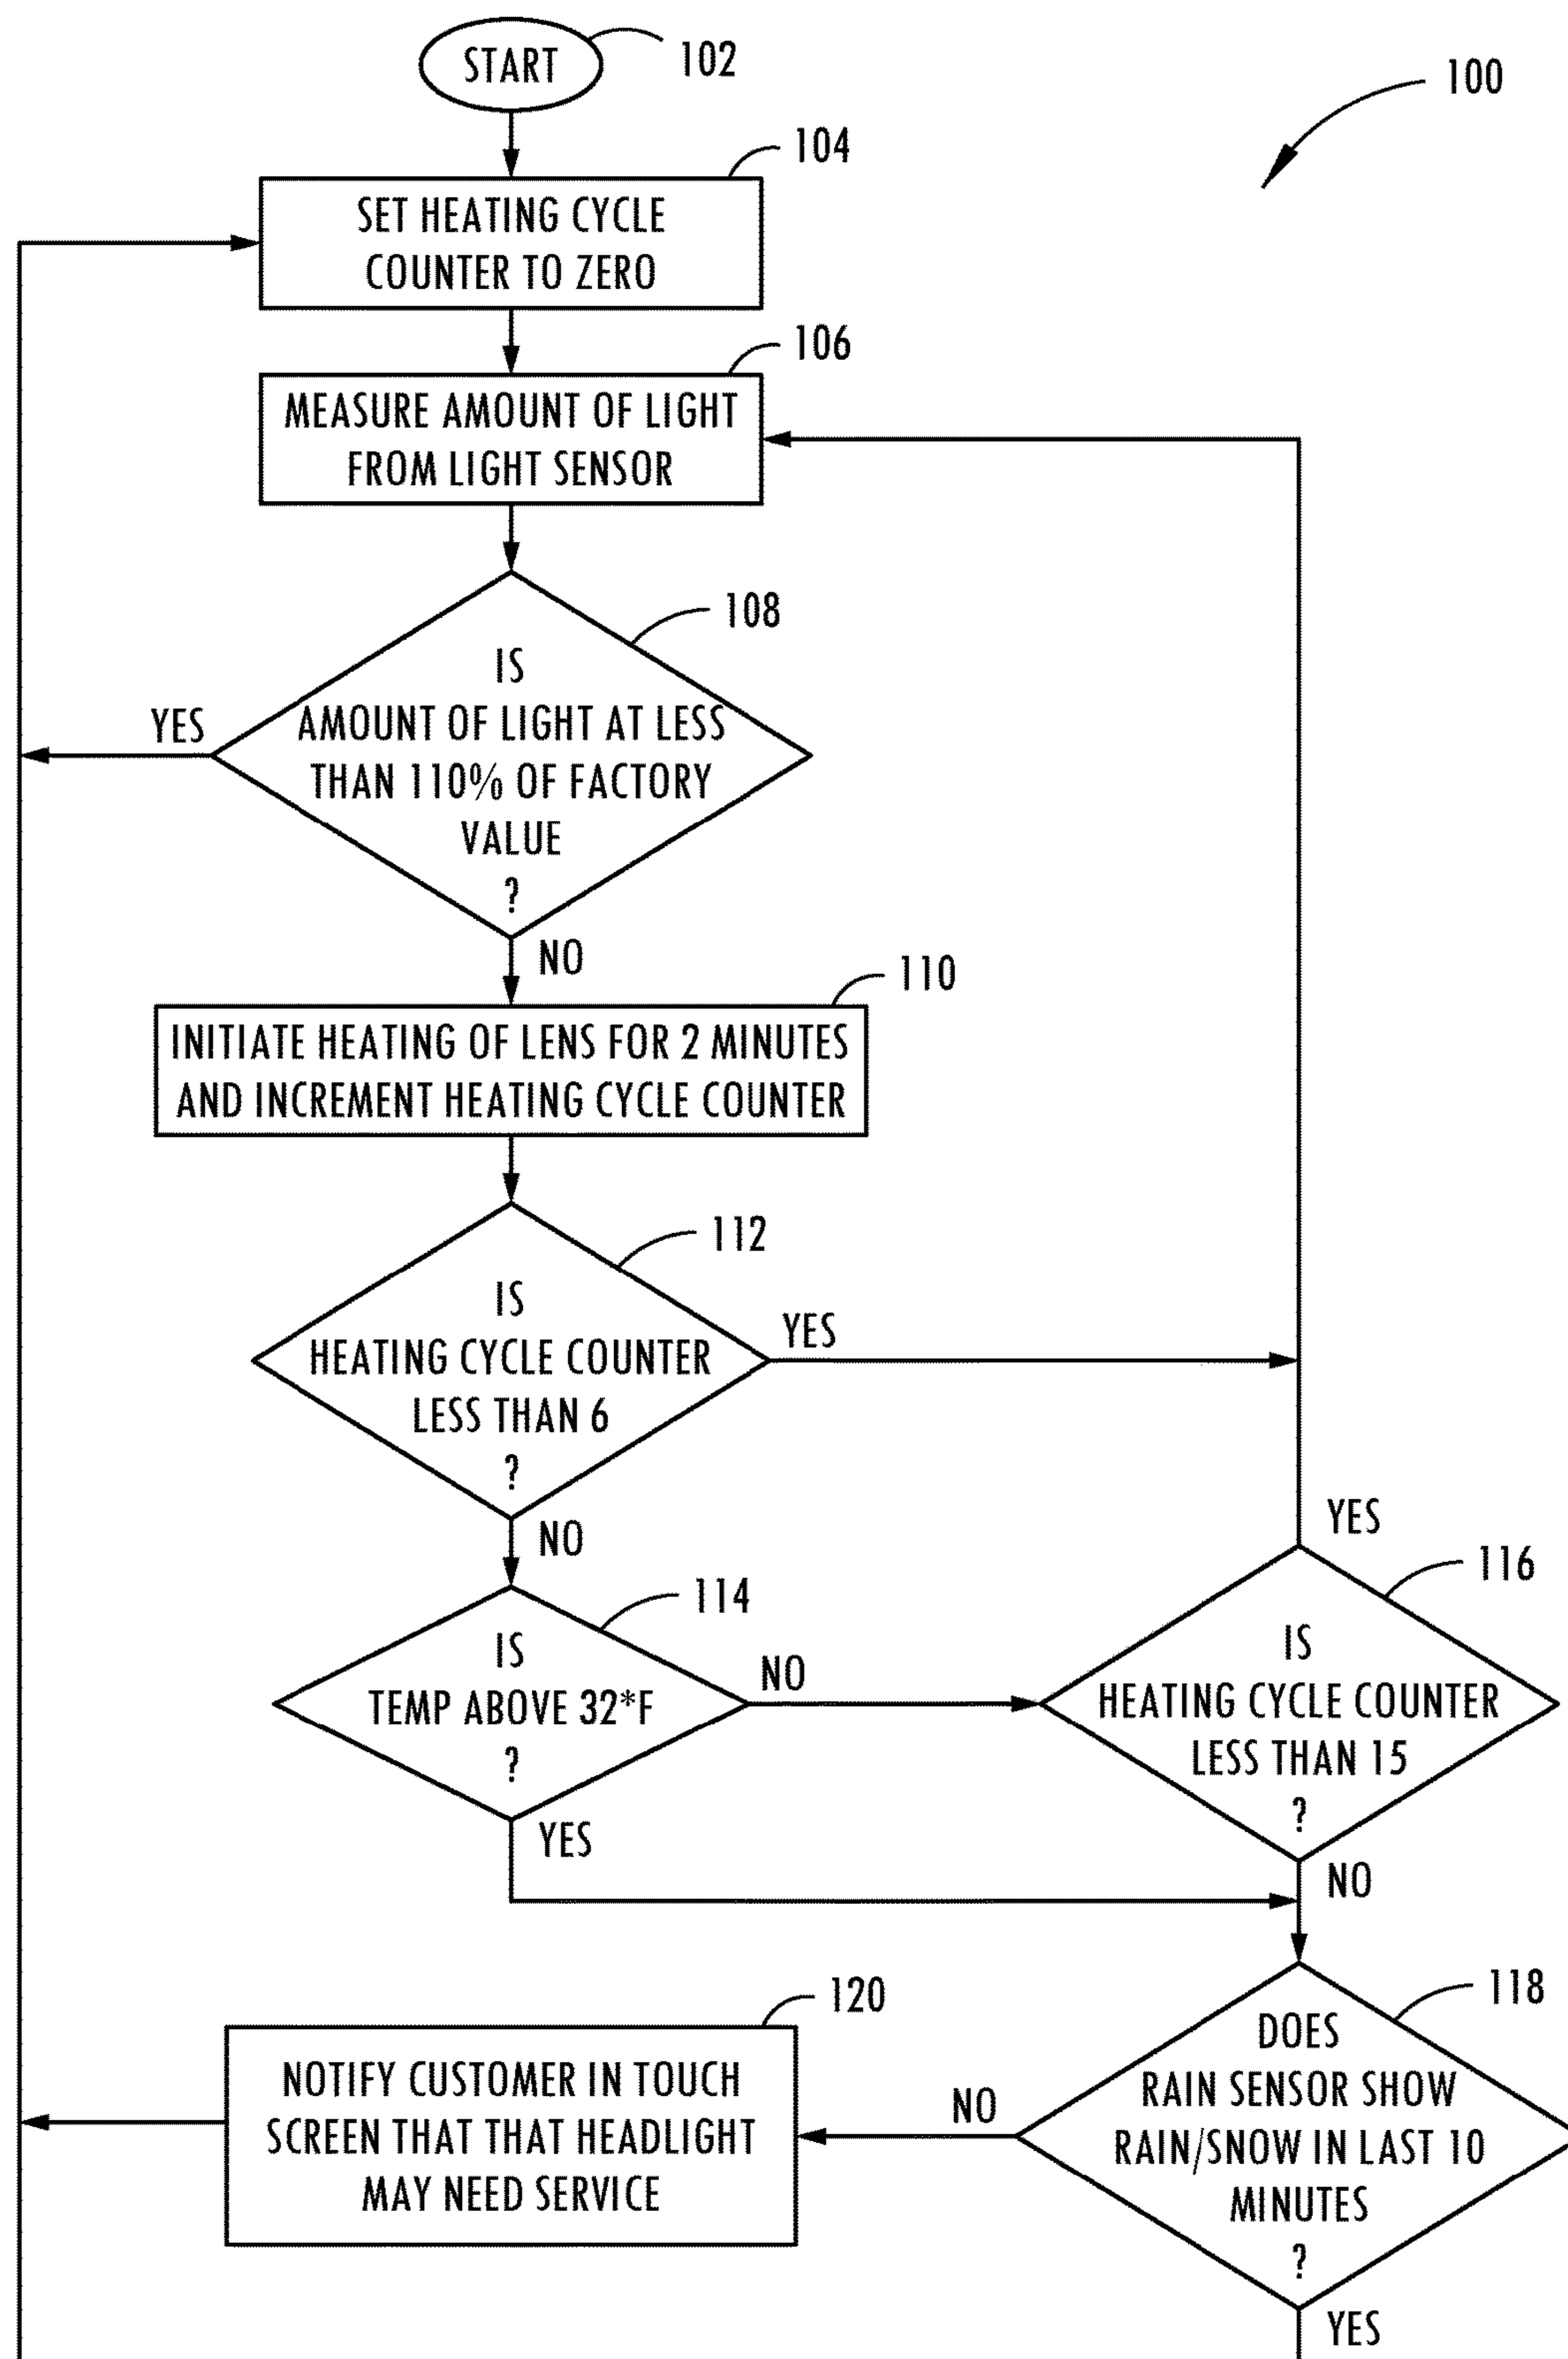 START
102
100
104
SET HEATING CYCLE
COUNTER TO ZERO
106
MEASURE AMOUNT OF LIGHT
FROM LIGHT SENSOR
108
IS
AMOUNT OF LIGHT AT LESS
THAN 110% OF FACTORY
VALUE
?
YES
NO
110
INITIATE HEATING OF LENS FOR 2 MINUTES
AND INCREMENT HEATING CYCLE COUNTER
112
IS
HEATING CYCLE COUNTER
LESS THAN 6
?
YES
NO
114
IS
TEMP ABOVE 32*F
?
NO
YES
YES
116
IS
HEATING CYCLE COUNTER
LESS THAN 15
?
NO
118
DOES
RAIN SENSOR SHOW
RAIN/SNOW IN LAST 10
MINUTES
?
NO
YES
120
NOTIFY CUSTOMER IN TOUCH
SCREEN THAT THAT HEADLIGHT
MAY NEED SERVICE